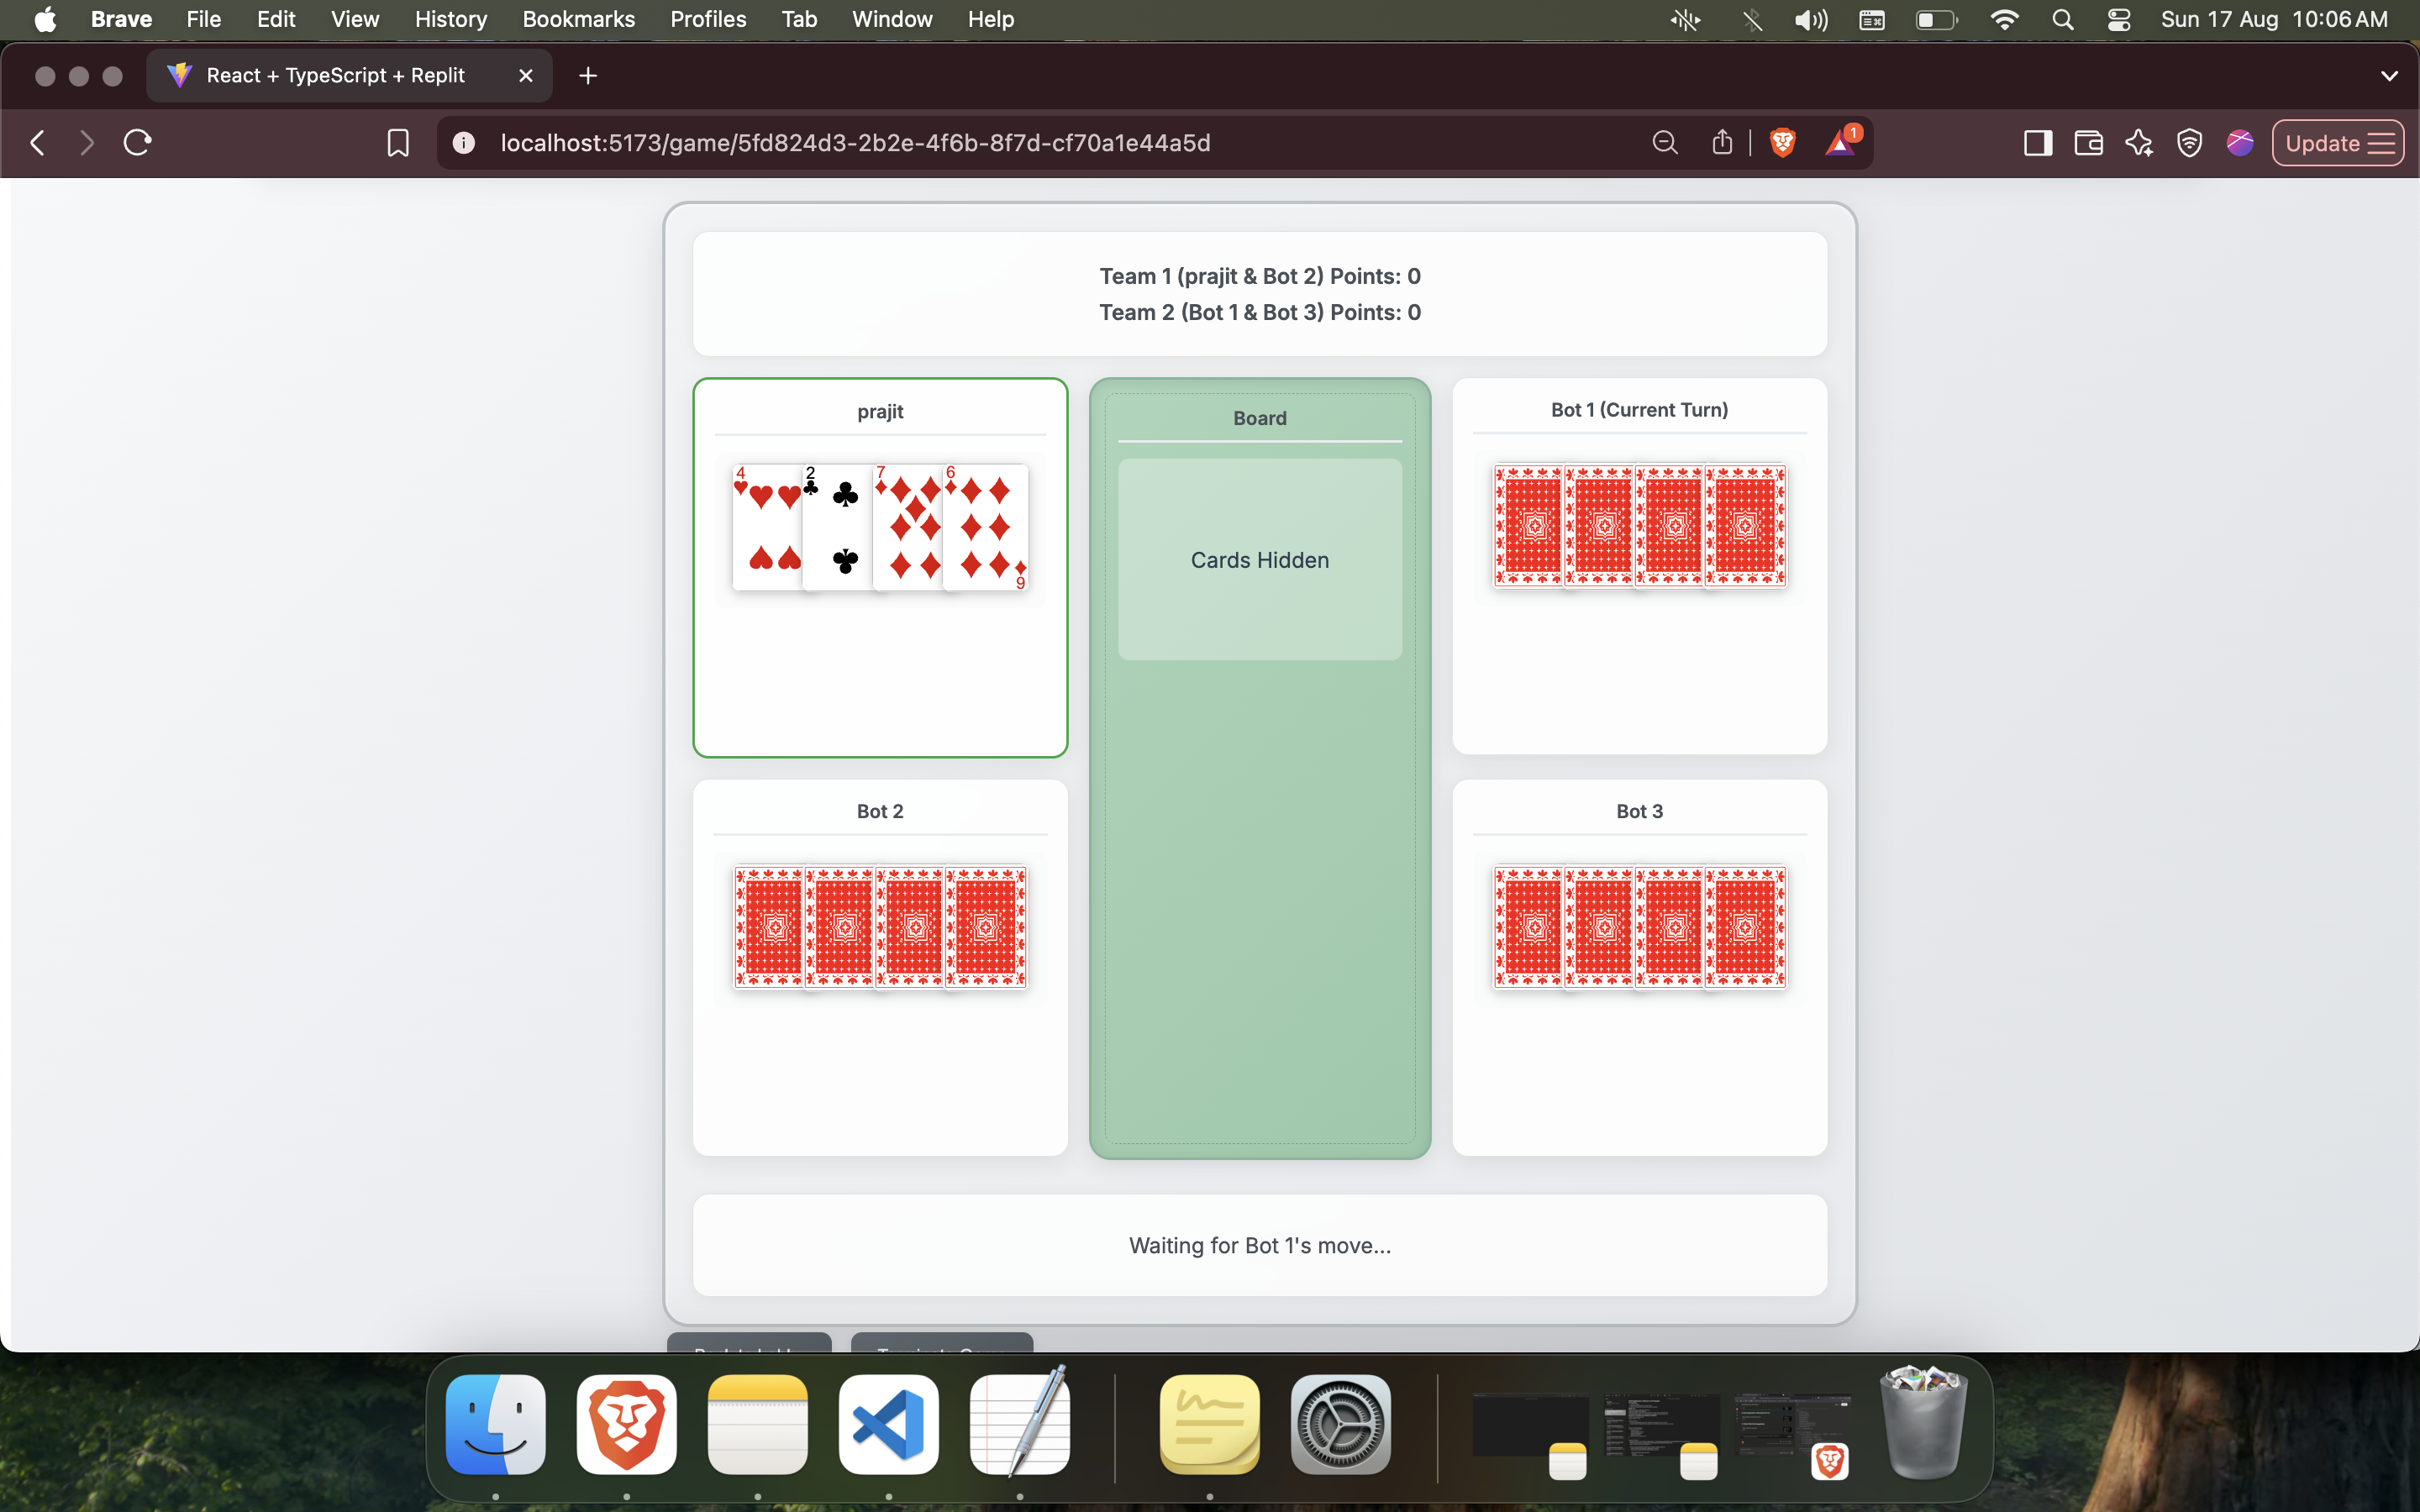 Brave File Edit View History Bookmarks Profiles Tab Window Help Sun 17 Aug 10:06 AM
React + TypeScript + Replit
localhost:5173/game/5fd824d3-2b2e-4f6b-8f7d-cf70a1e44a5d 1 Update
Team 1 (prajit & Bot 2) Points: 0
Team 2 (Bot 1 & Bot 3) Points: 0
prajit
4 2 7 6
6
Board
Cards Hidden
Bot 1 (Current Turn)
Bot 2
Bot 3
Waiting for Bot 1's move...